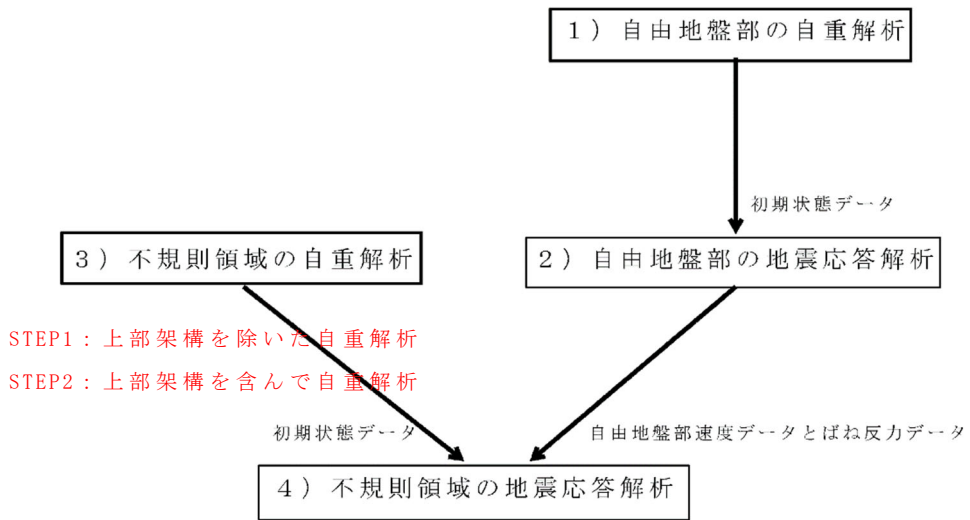 1) 自由地盤部の自重解析
初期状態データ
3) 不規則領域の自重解析
2) 自由地盤部の地震応答解析
STEP1:上部架構を除いた自重解析
STEP2:上部架構を含んで自重解析
初期状態データ
自由地盤部速度データとばね反力データ
4) 不規則領域の地震応答解析